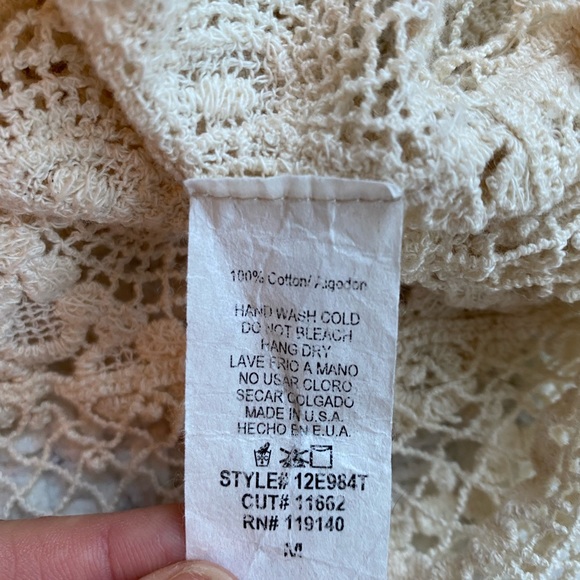 100% Cotton/ Algodon
HAND WASH COLD
DO NOT BLEACH
HANG DRY
LAVE FRIO A MANO
NO USAR CLORO
SECAR COLGADO
MADE IN U.S.A.
HECHO EN E.U.A.
STYLE# 12E984T
CUT# 11662
RN# 119140
M